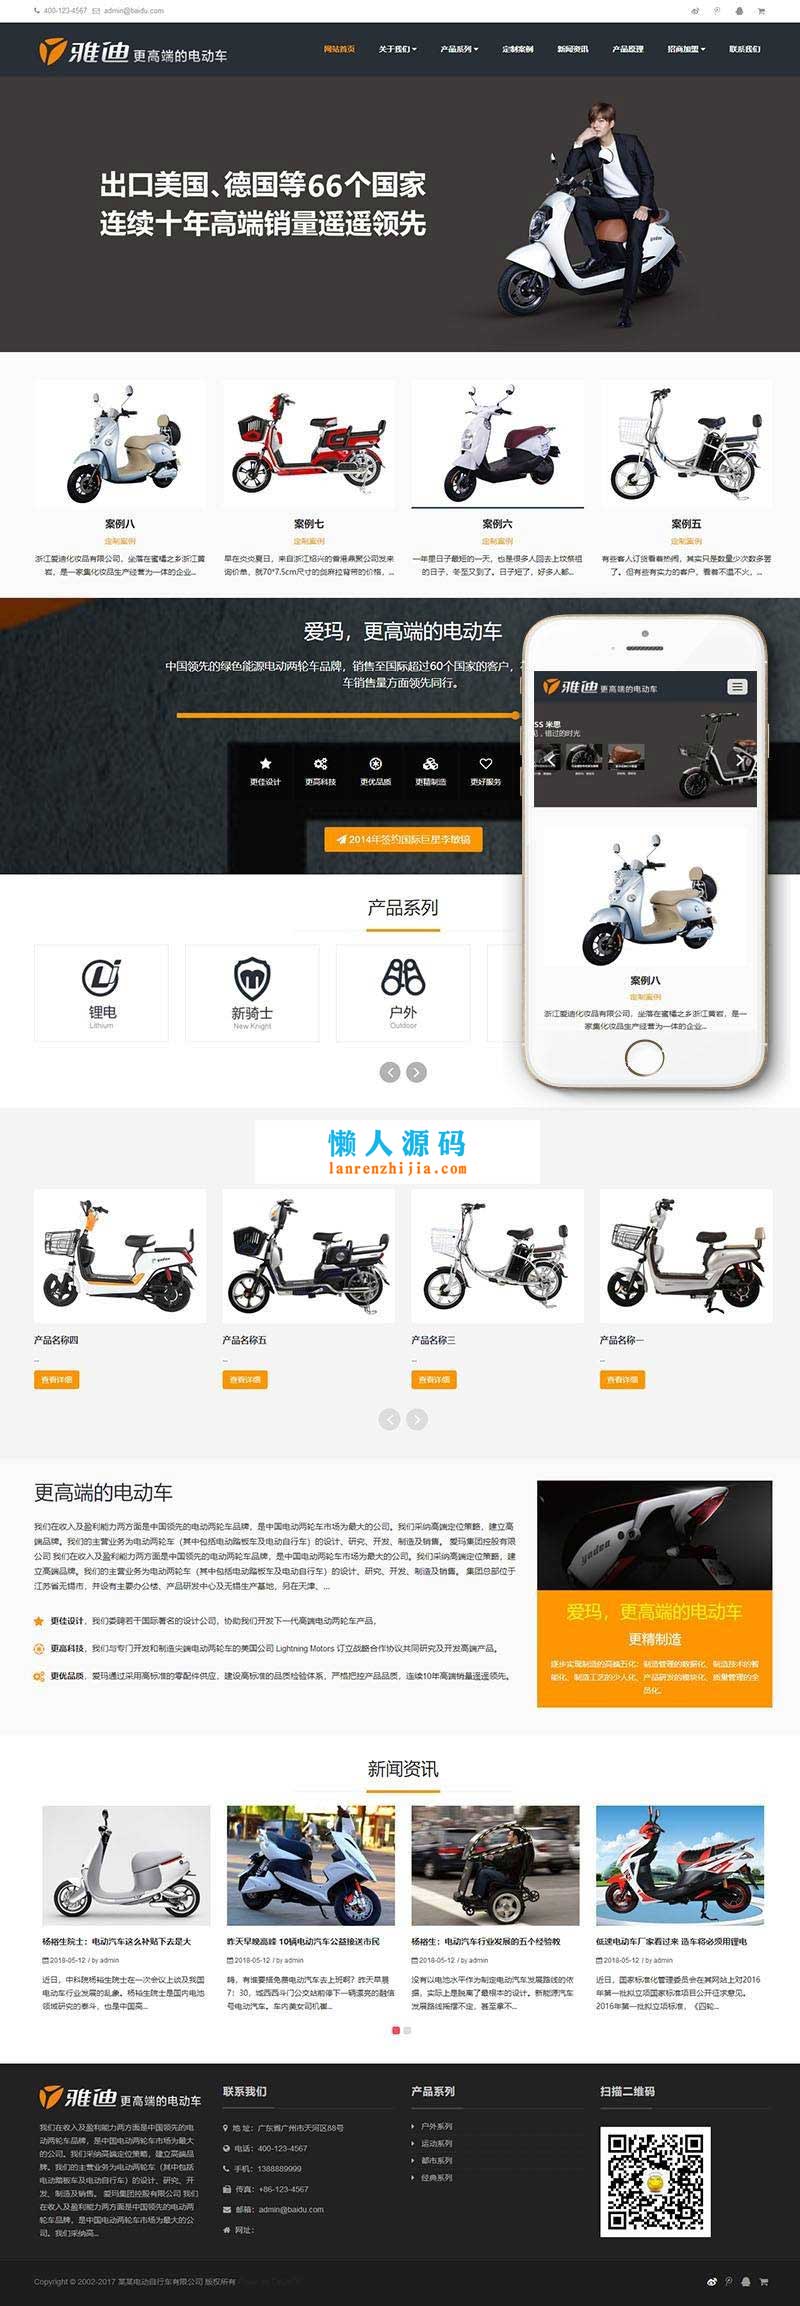 400-123-4567 admin@baidu.com
雅迪 更高端的电动车
网站首页 关于我们 产品系列 定制案例 新闻资讯 产品原理 招商加盟 联系我们
出口美国、德国等66个国家
连续十年高端销量遥遥领先
案例八 案例七 案例六 案例五
定制案例 定制案例 定制案例 定制案例
浙江爱迪化妆品有限公司，坐落在蜜橘之乡浙江黄
岩，是一家集化妆品生产经营为一体的企业...
早在炎炎夏日，来自浙江绍兴的香港鼎聚公司发来
询价单，就70*7.5cm尺寸的剑麻拉背带的价格，...
一年里日子最短的一天，也是很多人回去上坟祭祖
的日子，冬至又到了。日子短了，好多人都...
有些客人订货看着热闹，其实只是数量少次数多罢
了。但有些有实力的客户，看着不温不火，...
爱玛，更高端的电动车
中国领先的绿色能源电动两轮车品牌，销售至国际超过60个国家的客户，
车销售量方面领先同行。
更佳设计 更高科技 更优品质 更精制造 更好服务
2014年签约国际巨星李敏镐
雅迪 更高端的电动车
SS 米思
见，错过的时光
案例八
定制案例
浙江爱迪化妆品有限公司，坐落在蜜橘之乡浙江黄岩，是一
家集化妆品生产经营为一体的企业...
产品系列
锂电 新骑士 户外
Lithium New Knight Outdoor
懒人源码
lanrenzhijia.com
产品名称四 产品名称五 产品名称三 产品名称一
... ... ... ...
查看详细 查看详细 查看详细 查看详细
更高端的电动车
我们在收入及盈利能力两方面是中国领先的电动两轮车品牌，是中国电动两轮车市场为最大的公司。我们采纳高端定位策略，建立高
端品牌。我们的主营业务为电动两轮车（其中包括电动踏板车及电动自行车）的设计、研究、开发、制造及销售。 爱玛集团控股有限
公司 我们在收入及盈利能力两方面是中国领先的电动两轮车品牌，是中国电动两轮车市场为最大的公司。我们采纳高端定位策略，建
立高端品牌。我们的主营业务为电动两轮车（其中包括电动踏板车及电动自行车）的设计、研究、开发、制造及销售。 集团总部位于
江苏省无锡市，并设有主要办公楼、产品研发中心及无锡生产基地，另在天津、...
更佳设计，我们委聘若干国际著名的设计公司，协助我们开发下一代高端电动两轮车产品，
更高科技，我们与专门开发和制造尖端电动两轮车的美国公司 Lightning Motors 订立战略合作协议共同研究及开发高端产品。
更优品质，爱玛通过采用高标准的零配件供应，建设高标准的品质检验体系，严格把控产品品质，连续10年高端销量遥遥领先。
yadea
爱玛，更高端的电动车
更精制造
逐步实现制造的高端五化：制造管理的数据化、制造技术的智
能化、制造工艺的少人化、产品研发的模块化、质量管理的全
员化。
新闻资讯
杨裕生院士：电动汽车这么补贴下去是大
2018-05-12 / by admin
近日，中科院杨裕生院士在一次会议上谈及我国
电动车行业发展的乱象。杨裕生院士是国内电池
领域研究的泰斗，也是中国高...
昨天早晚高峰 10辆电动汽车公益接送市民
2018-05-12 / by admin
嗨，有谁要搭免费电动汽车去上班啊？昨天早晨
7：30，城西西斗门公交站前停下一辆漂亮的融信
号电动汽车。车内美女司机崔...
杨裕生：电动汽车行业发展的五个经验教
2018-05-12 / by admin
没有以电池水平作为制定电动汽车发展路线的依
据，实际上是脱离了最根本的设计。新能源汽车
发展路线摇摆不定，甚至拿不...
低速电动车厂家看过来 造车将必须用锂电
2018-05-12 / by admin
近日，国家标准化管理委员会在其网站上对2016
年第一批拟立项国家标准项目公开征求意见。
2016年第一批拟立项标准，《四轮...
雅迪 更高端的电动车
我们在收入及盈利能力两方面是中国领先的电
动两轮车品牌，是中国电动两轮车市场为最大
的公司。我们采纳高端定位策略，建立高端品
牌。我们的主营业务为电动两轮车（其中包括
电动踏板车及电动自行车）的设计、研究、开
发、制造及销售。 爱玛集团控股有限公司 我们
在收入及盈利能力两方面是中国领先的电动两
轮车品牌，是中国电动两轮车市场为最大的公
司。我们采纳高...
联系我们
地 址：广东省广州市天河区88号
电话：400-123-4567
手机：1388889999
传真：+86-123-4567
邮箱：admin@baidu.com
网址：
产品系列
户外系列
运动系列
都市系列
经典系列
扫描二维码
Copyright © 2002-2017 某某电动自行车有限公司 版权所有